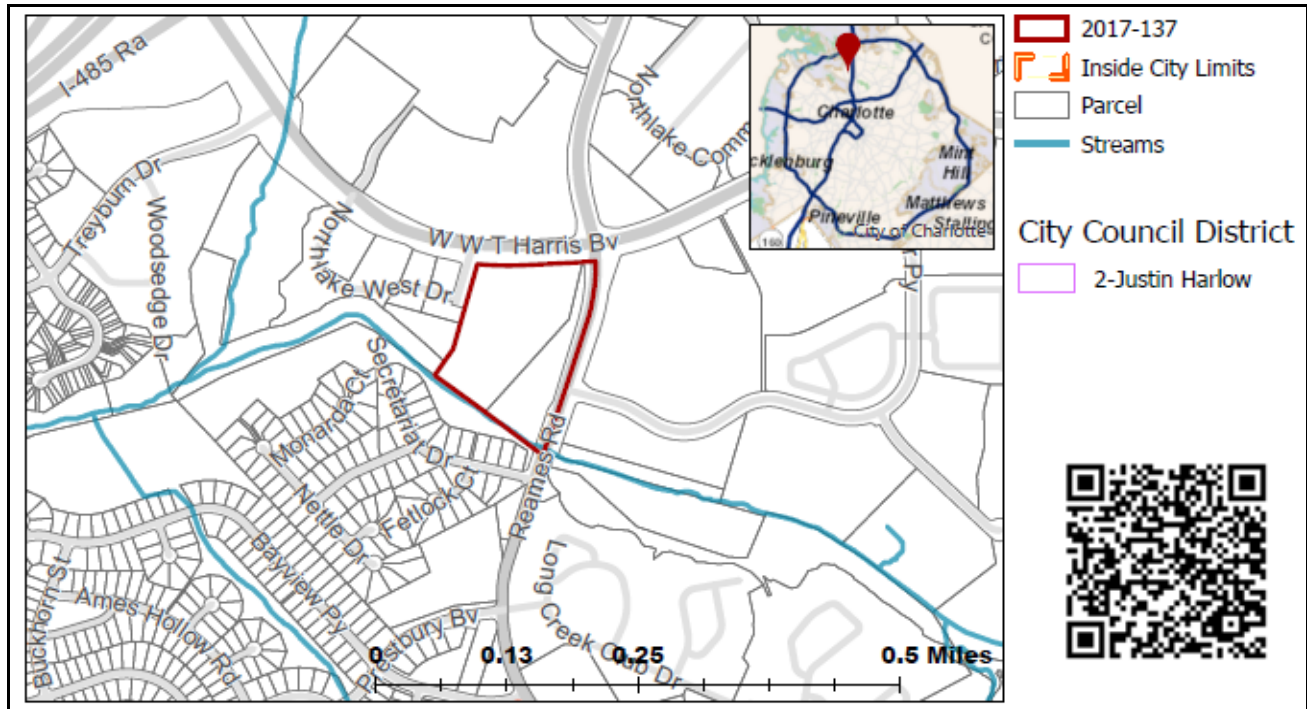 I-485 Ra
Treyburn Dr
Woodsedge Dr
Northlake West Dr
W W T Harris Bv
Northlake Comm
Charlotte
cklenburg
Mint
Hill
Matthews
Stalling
Pineville
City of Charlotte
160
Py
Secretariat Dr
Monarda Ct
Nettle Dr
Fetlock Ct
Reames Rd
Bayview Py
Buckhorn St
Ames Hollow Rd
Long Creek Club Dr
0 0.13 0.25 0.5 Miles
2017-137
Inside City Limits
Parcel
Streams
City Council District
2-Justin Harlow